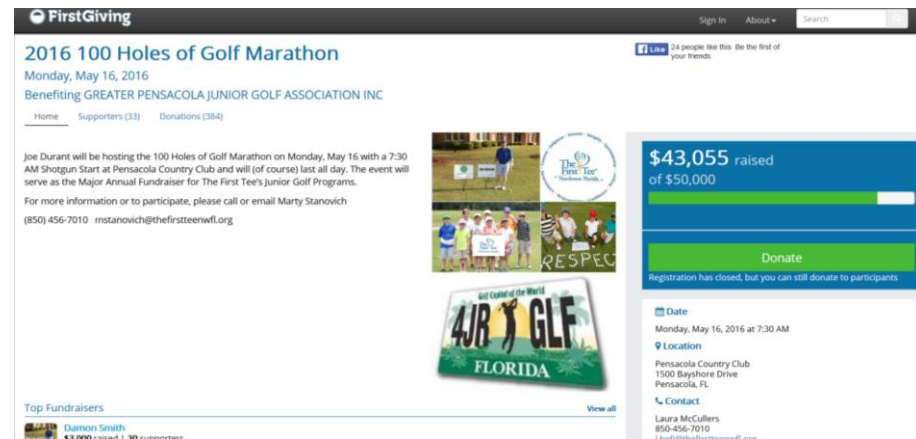 FirstGiving
Sign In About Search
2016 100 Holes of Golf Marathon
Monday, May 16, 2016
Benefiting GREATER PENSACOLA JUNIOR GOLF ASSOCIATION INC
Like 24 people like this. Be the first of
your friends.
Home Supporters (33) Donations (384)
Joe Durant will be hosting the 100 Holes of Golf Marathon on Monday, May 16 with a 7:30
AM Shotgun Start at Pensacola Country Club and will (of course) last all day. The event will
serve as the Major Annual Fundraiser for The First Tee's Junior Golf Programs.
For more information or to participate, please call or email Marty Stanovich
(850) 456-7010 mstanovich@thefirstteenwfl.org
The
First Tee
Northwest Florida
RESPEC
Golf Capital of the World
4JR GLF
FLORIDA
$43,055 raised
of $50,000
Donate
Registration has closed, but you can still donate to participants
Date
Monday, May 16, 2016 at 7:30 AM
Location
Pensacola Country Club
1500 Bayshore Drive
Pensacola, FL
Contact
Laura McCullers
850-456-7010
Top Fundraisers View all
Damon Smith
$3,000 raised | 30 supporters